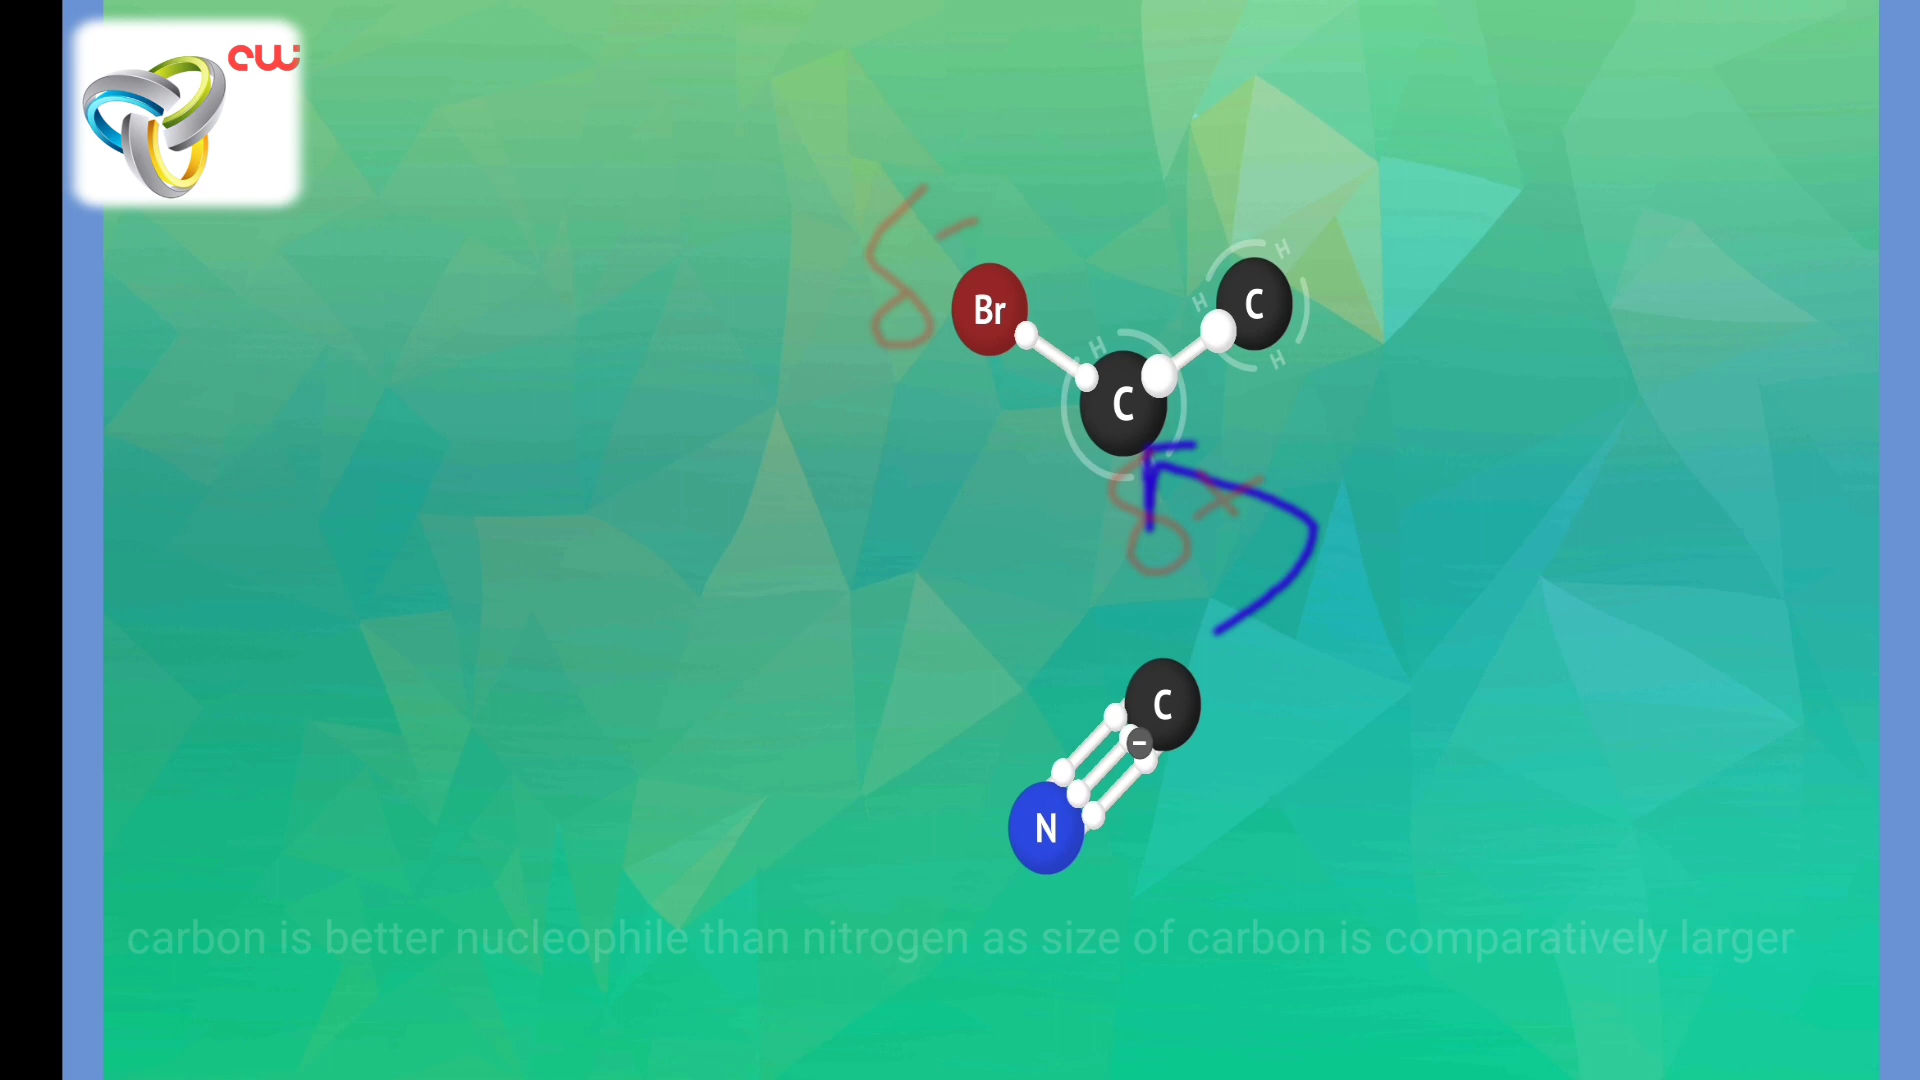 cw
δ-
H
Br
C
H
H
H
C
δ+
C
-
N
carbon is better nucleophile than nitrogen as size of carbon is comparatively larger